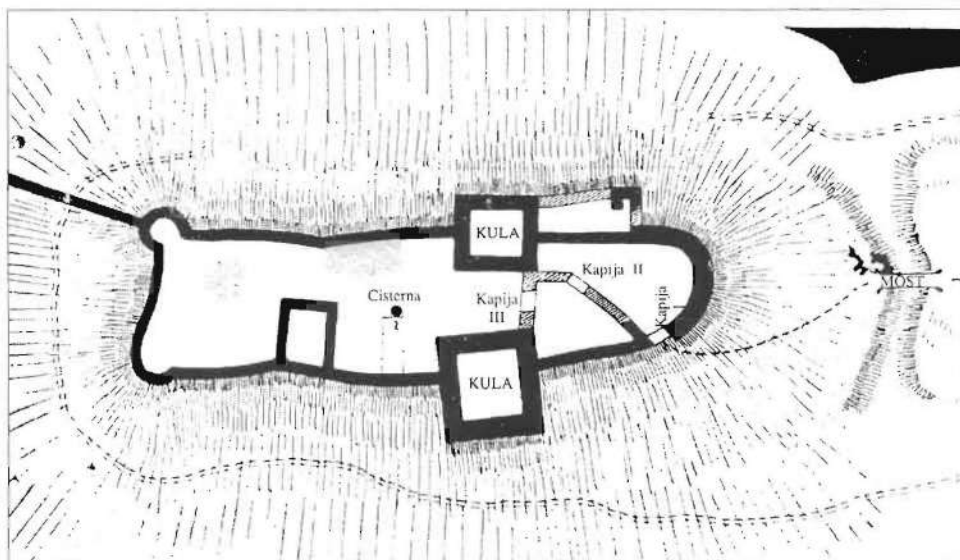 KULA
Kapija II
Cisterna
Kapija
III
Kapija
MOST
KULA